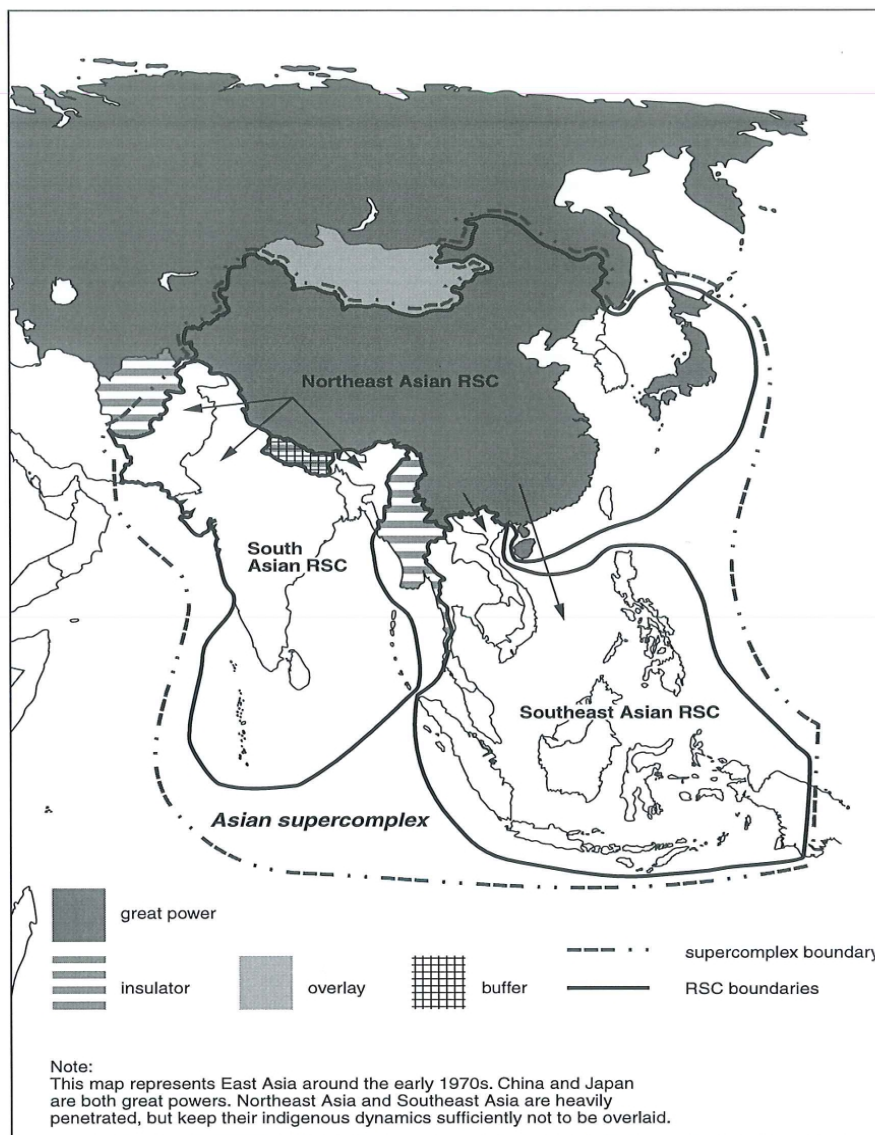 Northeast Asian RSC
South
Asian RSC
Southeast Asian RSC
Asian supercomplex
great power
insulator
overlay
buffer
supercomplex boundary
RSC boundaries
Note:
This map represents East Asia around the early 1970s. China and Japan
are both great powers. Northeast Asia and Southeast Asia are heavily
penetrated, but keep their indigenous dynamics sufficiently not to be overlaid.